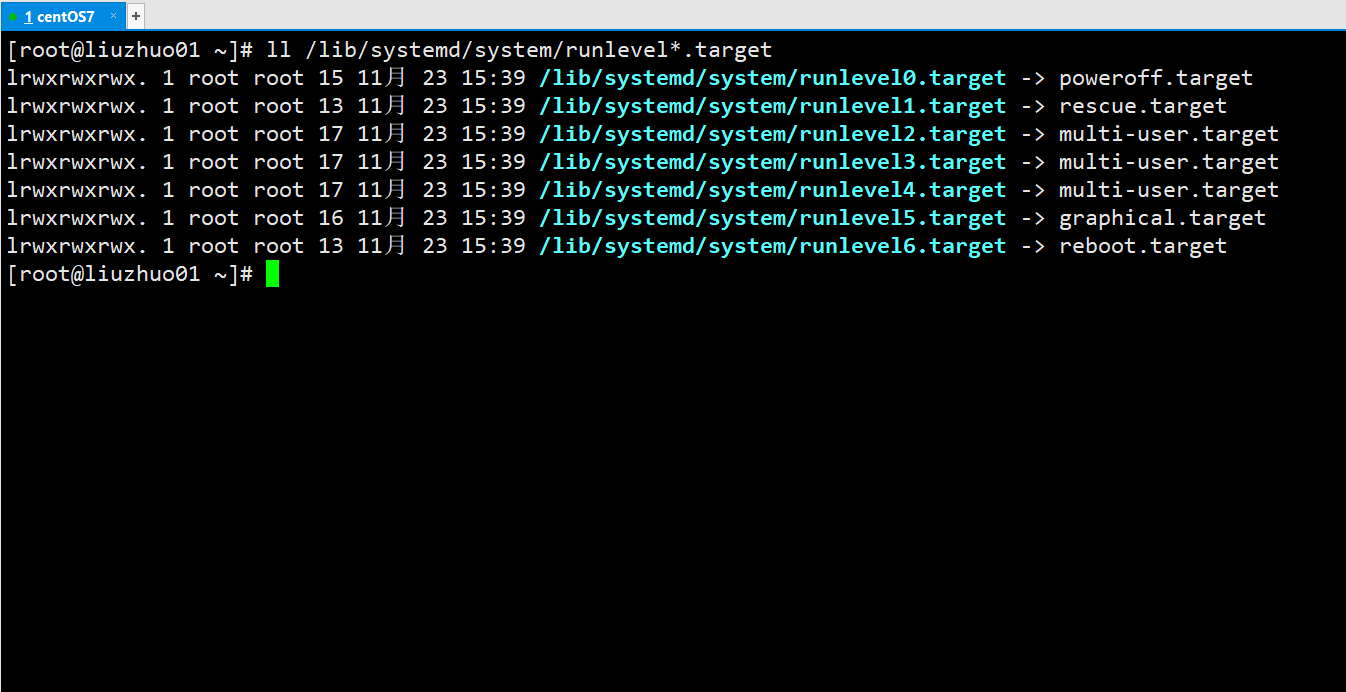 1 centOS7 × +
[root@liuzhuo01 ~]# ll /lib/systemd/system/runlevel*.target
lrwxrwxrwx. 1 root root 15 11月 23 15:39 /lib/systemd/system/runlevel0.target -> poweroff.target
lrwxrwxrwx. 1 root root 13 11月 23 15:39 /lib/systemd/system/runlevel1.target -> rescue.target
lrwxrwxrwx. 1 root root 17 11月 23 15:39 /lib/systemd/system/runlevel2.target -> multi-user.target
lrwxrwxrwx. 1 root root 17 11月 23 15:39 /lib/systemd/system/runlevel3.target -> multi-user.target
lrwxrwxrwx. 1 root root 17 11月 23 15:39 /lib/systemd/system/runlevel4.target -> multi-user.target
lrwxrwxrwx. 1 root root 16 11月 23 15:39 /lib/systemd/system/runlevel5.target -> graphical.target
lrwxrwxrwx. 1 root root 13 11月 23 15:39 /lib/systemd/system/runlevel6.target -> reboot.target
[root@liuzhuo01 ~]#